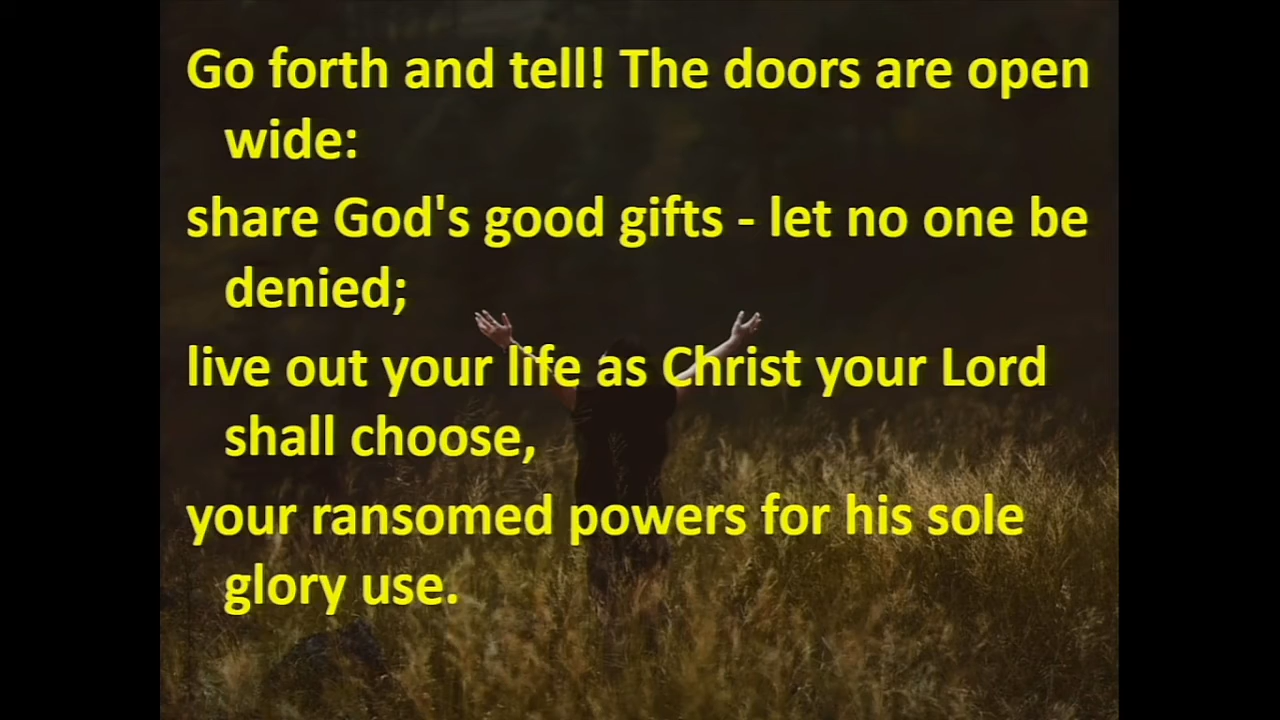 Go forth and tell! The doors are open
wide:
share God's good gifts - let no one be
denied;
live out your life as Christ your Lord
shall choose,
your ransomed powers for his sole
glory use.